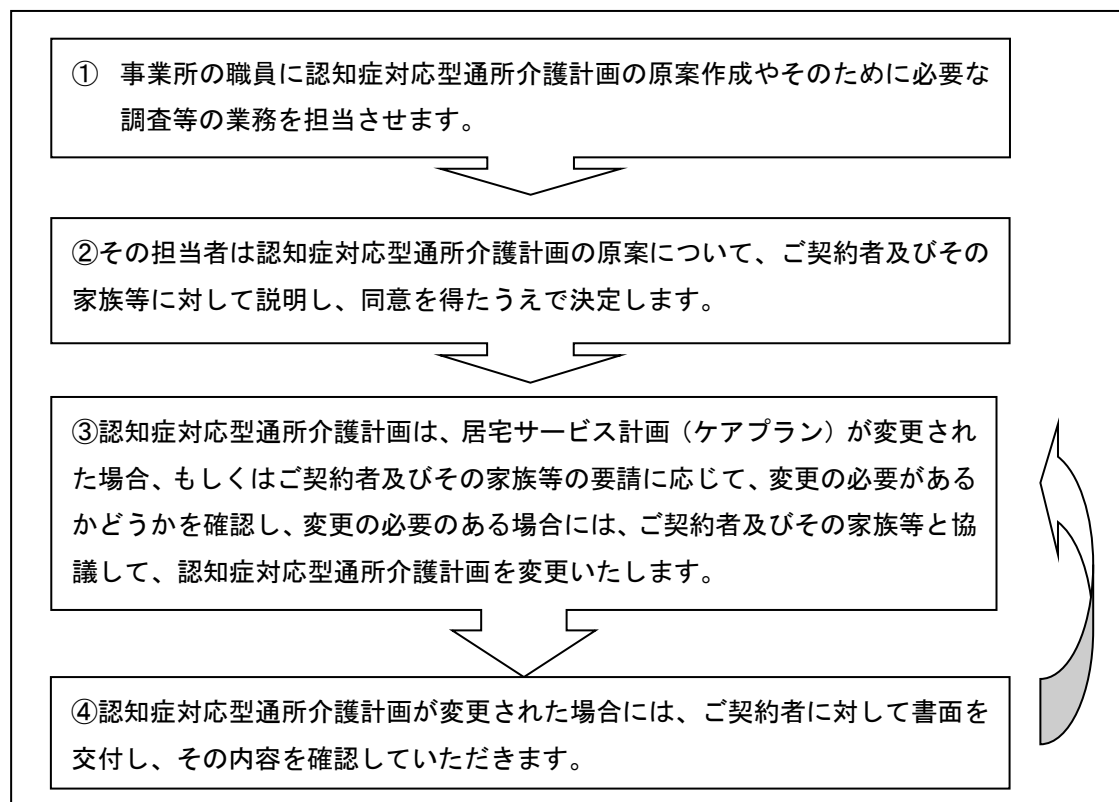 ① 事業所の職員に認知症対応型通所介護計画の原案作成やそのために必要な
調査等の業務を担当させます。
②その担当者は認知症対応型通所介護計画の原案について、ご契約者及びその
家族等に対して説明し、同意を得たうえで決定します。
③認知症対応型通所介護計画は、居宅サービス計画（ケアプラン）が変更され
た場合、もしくはご契約者及びその家族等の要請に応じて、変更の必要がある
かどうかを確認し、変更の必要のある場合には、ご契約者及びその家族等と協
議して、認知症対応型通所介護計画を変更いたします。
④認知症対応型通所介護計画が変更された場合には、ご契約者に対して書面を
交付し、その内容を確認していただきます。